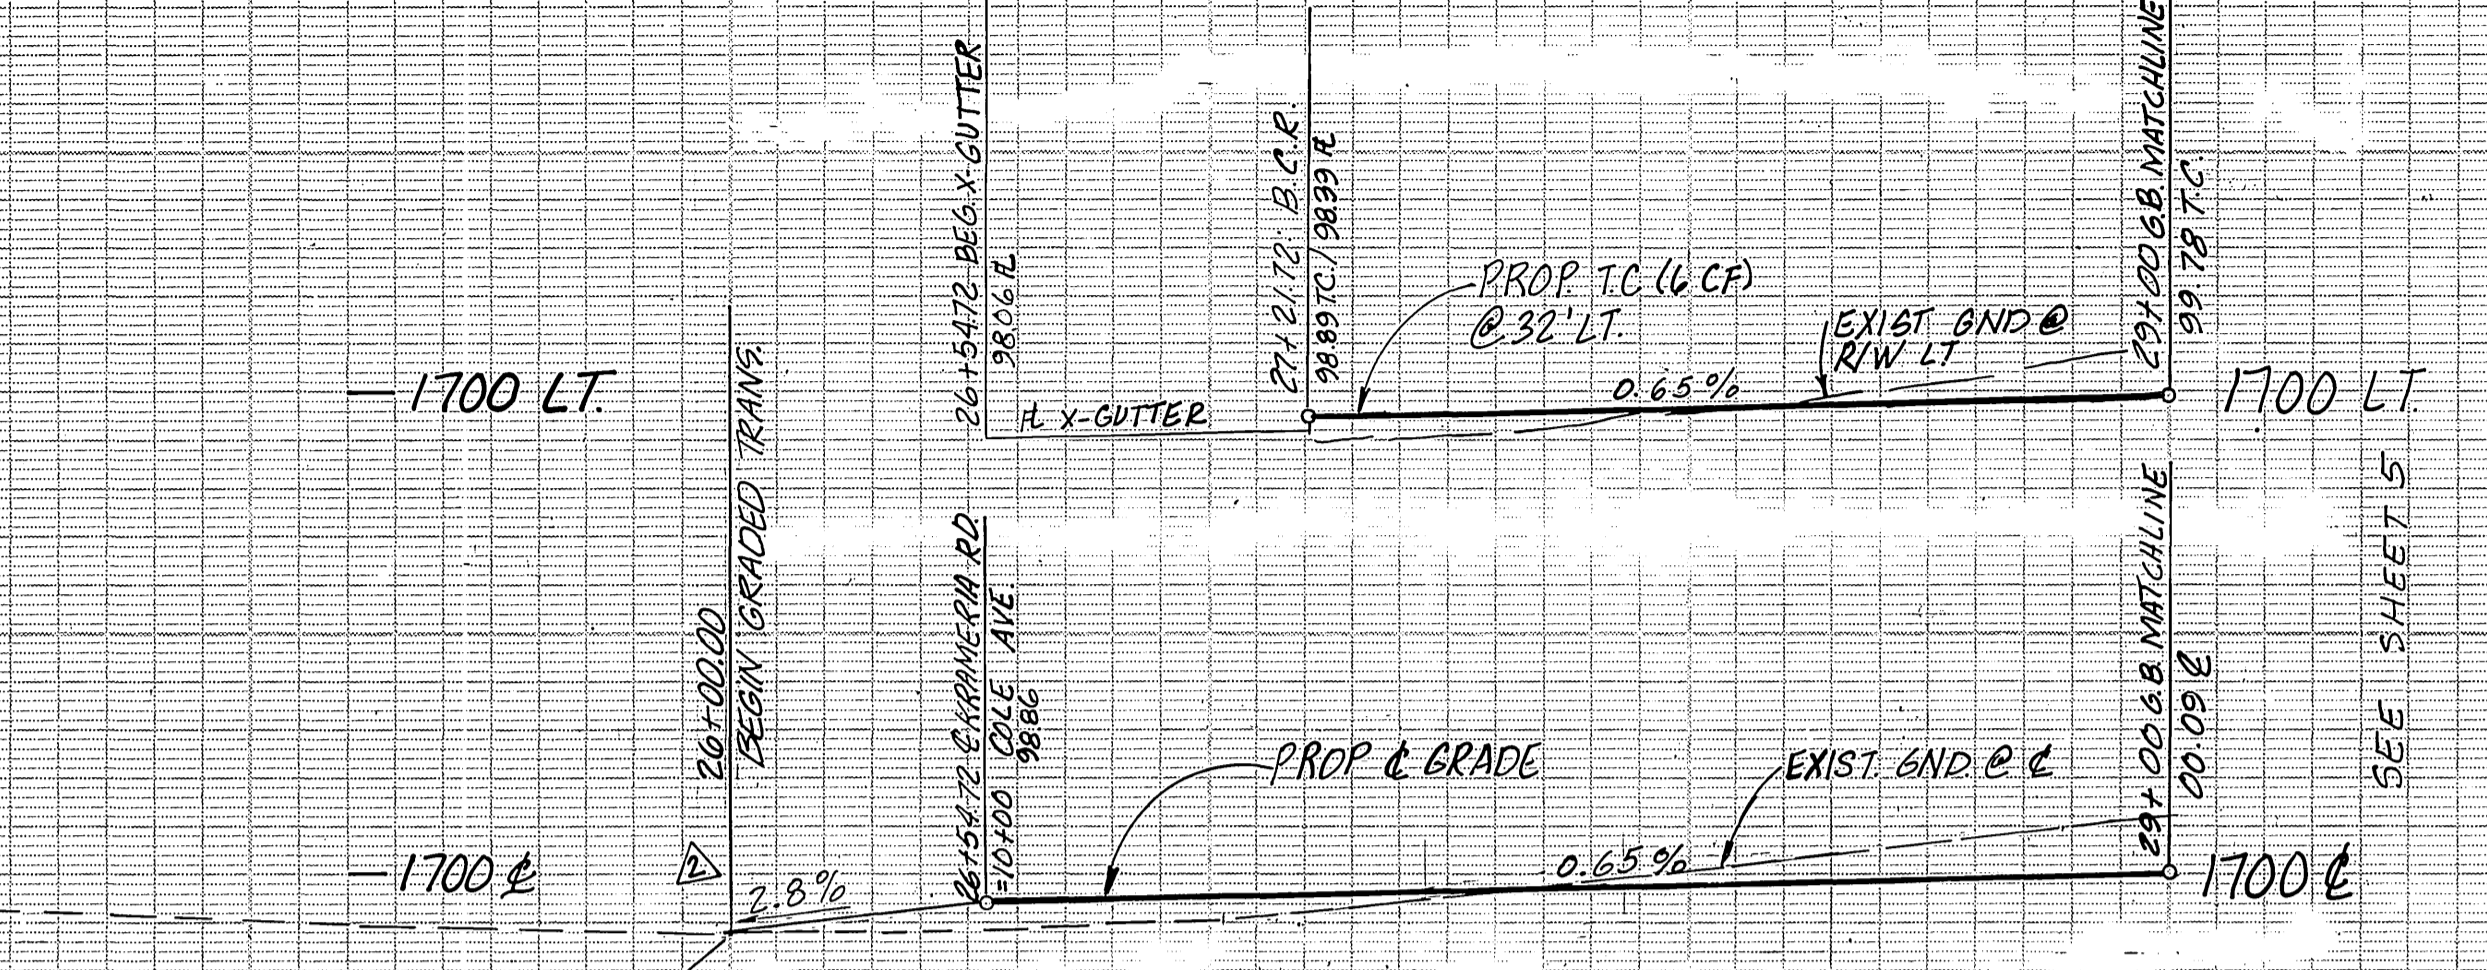 26+54.72 BEG. X-GUTTER
98.06 FL
27+21.72: B.C.R.
98.89 TC. / 98.39 FL
29+00 G.B. MATCHLINE
99.78 T.C.
PROP. T.C (6 CF)
@ 32' LT.
EXIST GND @
R/W LT
0.65%
— 1700 LT.
FL X-GUTTER
1700 LT.
26+00.00
BEGIN GRADED TRANS.
26+54.72 ℄ KRAMERIA RD.
=10+00 COLE AVE.
98.86
29+00 G.B. MATCHLINE
00.09 ℄
SEE SHEET 5
PROP ℄ GRADE
EXIST. GND. @ ℄
0.65%
— 1700 ℄
2
2.8%
1700 ℄